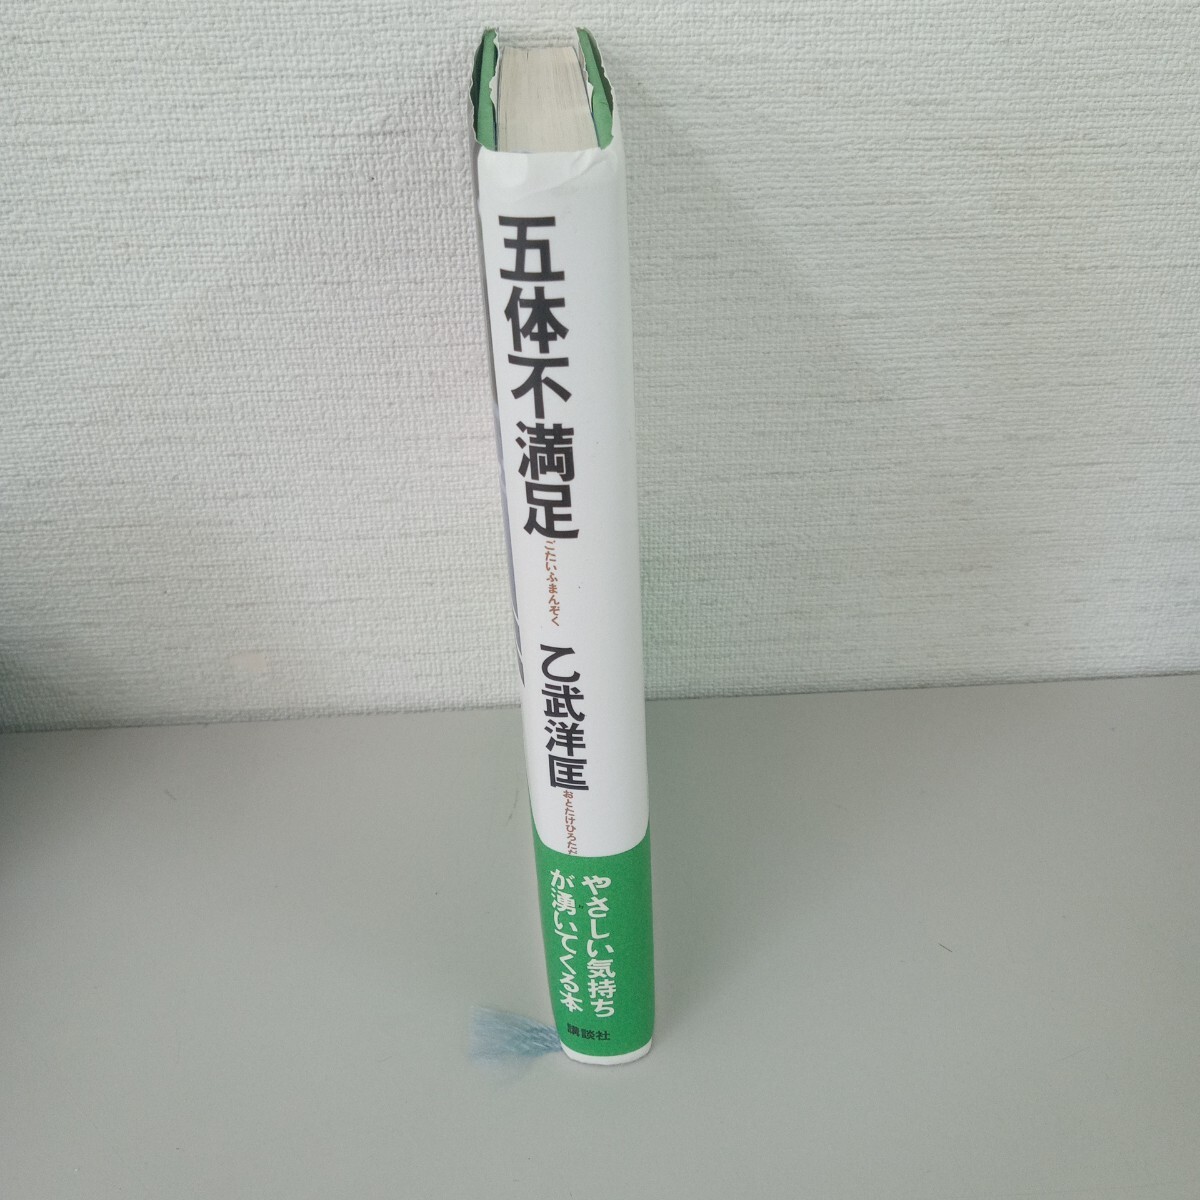 五体不満足
ごたいふまんぞく
乙武洋匡
おとたけひろただ
やさしい気持ち
が湧いてくる本
わ
講談社